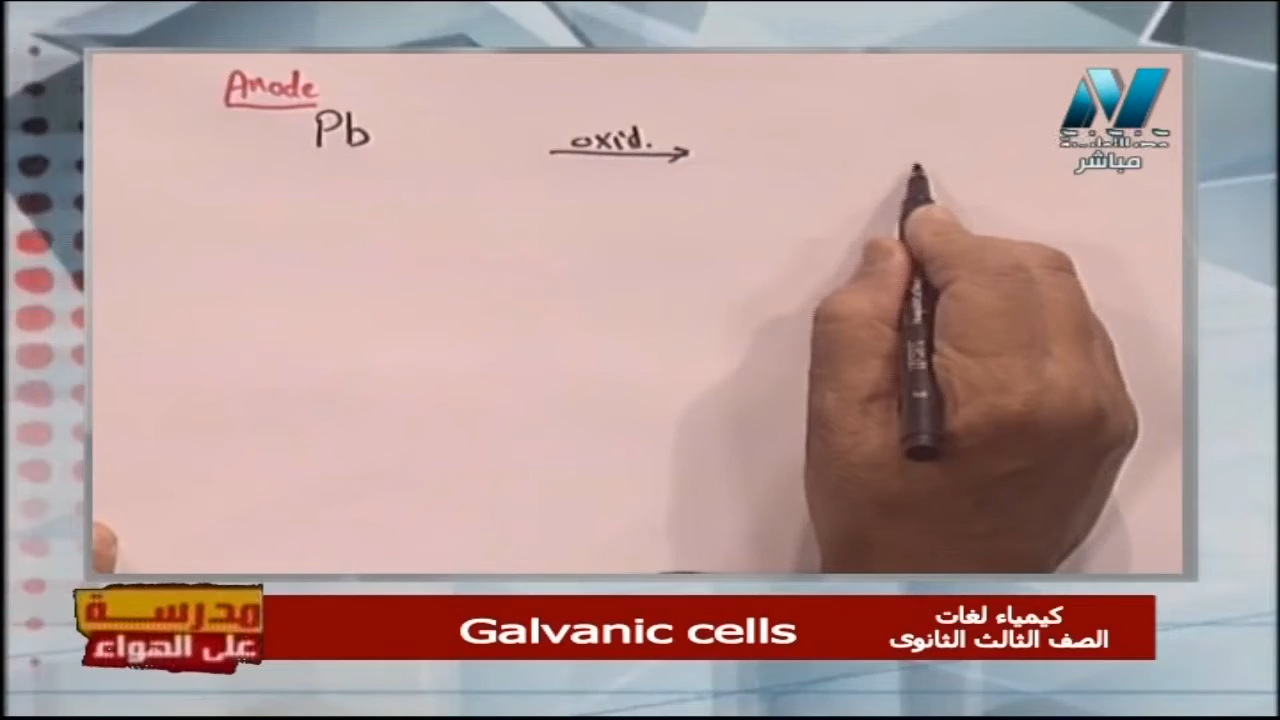 Anode
Pb
oxid.
مباشر
Galvanic cells
كيمياء لغات
الصف الثالث الثانوى
مدرسة
على الهواء